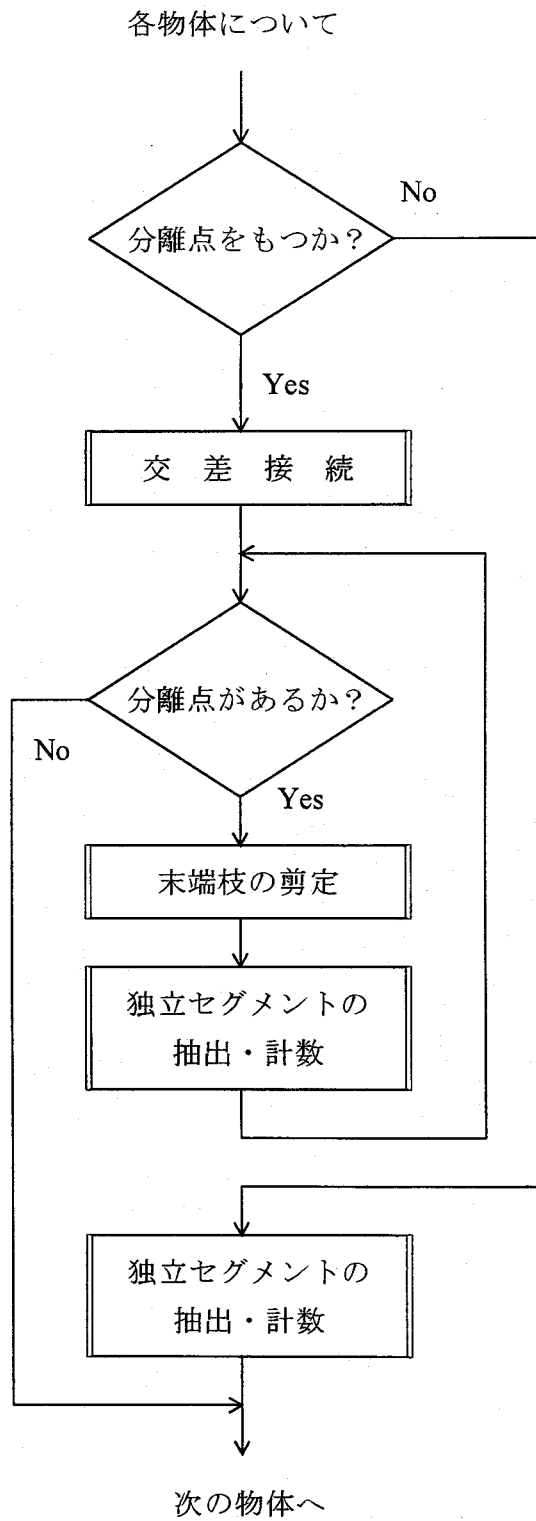 各物体について
No
分離点をもつか？
Yes
交差接続
分離点があるか？
No
Yes
末端枝の剪定
独立セグメントの
抽出・計数
独立セグメントの
抽出・計数
次の物体へ